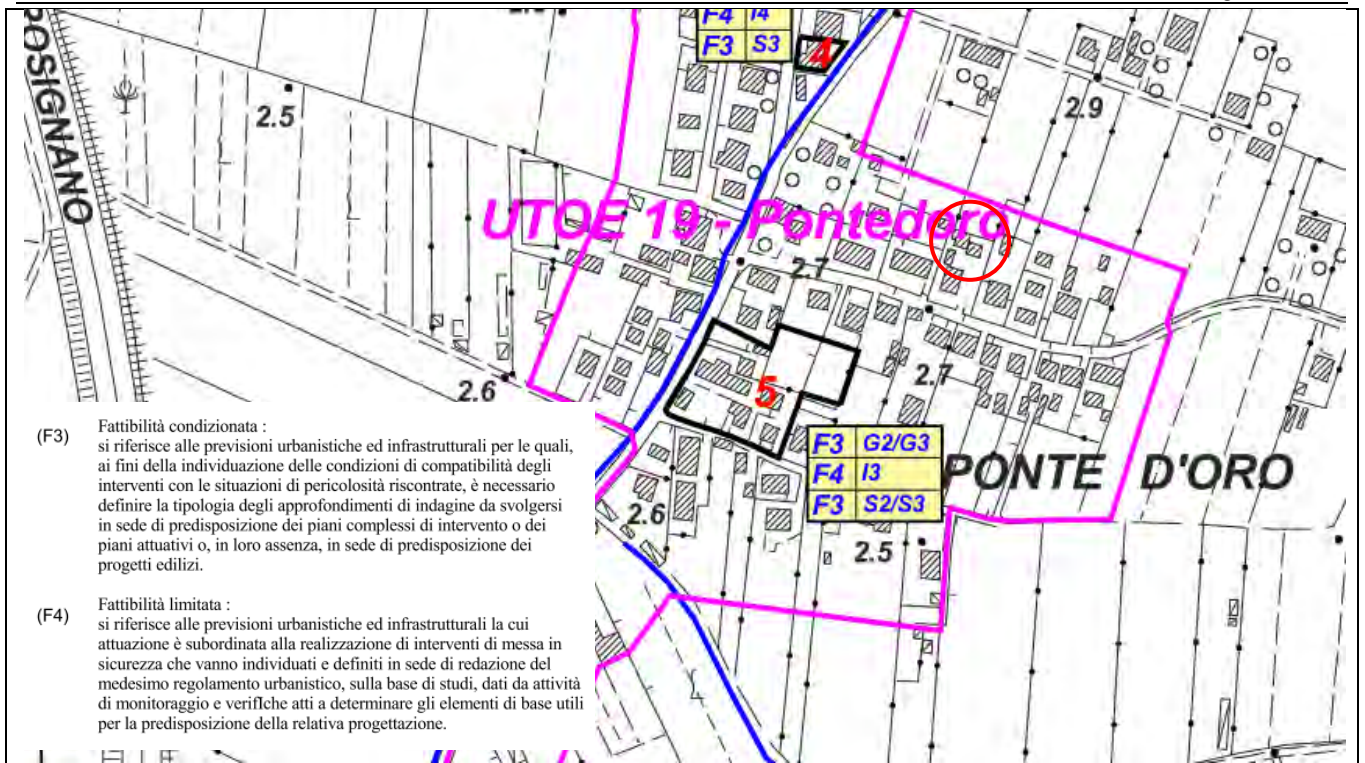 F4 I4
F3 S3
4
ROSIGNANO
2.5
2.9
UTOE 19 - Pontedoro
2.7
2.6
5
2.7
F3 G2/G3
F4 I3
F3 S2/S3
PONTE D'ORO
2.6
2.5
(F3) Fattibilità condizionata :
si riferisce alle previsioni urbanistiche ed infrastrutturali per le quali,
ai fini della individuazione delle condizioni di compatibilità degli
interventi con le situazioni di pericolosità riscontrate, è necessario
definire la tipologia degli approfondimenti di indagine da svolgersi
in sede di predisposizione dei piani complessi di intervento o dei
piani attuativi o, in loro assenza, in sede di predisposizione dei
progetti edilizi.
(F4) Fattibilità limitata :
si riferisce alle previsioni urbanistiche ed infrastrutturali la cui
attuazione è subordinata alla realizzazione di interventi di messa in
sicurezza che vanno individuati e definiti in sede di redazione del
medesimo regolamento urbanistico, sulla base di studi, dati da attività
di monitoraggio e verifIche atti a determinare gli elementi di base utili
per la predisposizione della relativa progettazione.